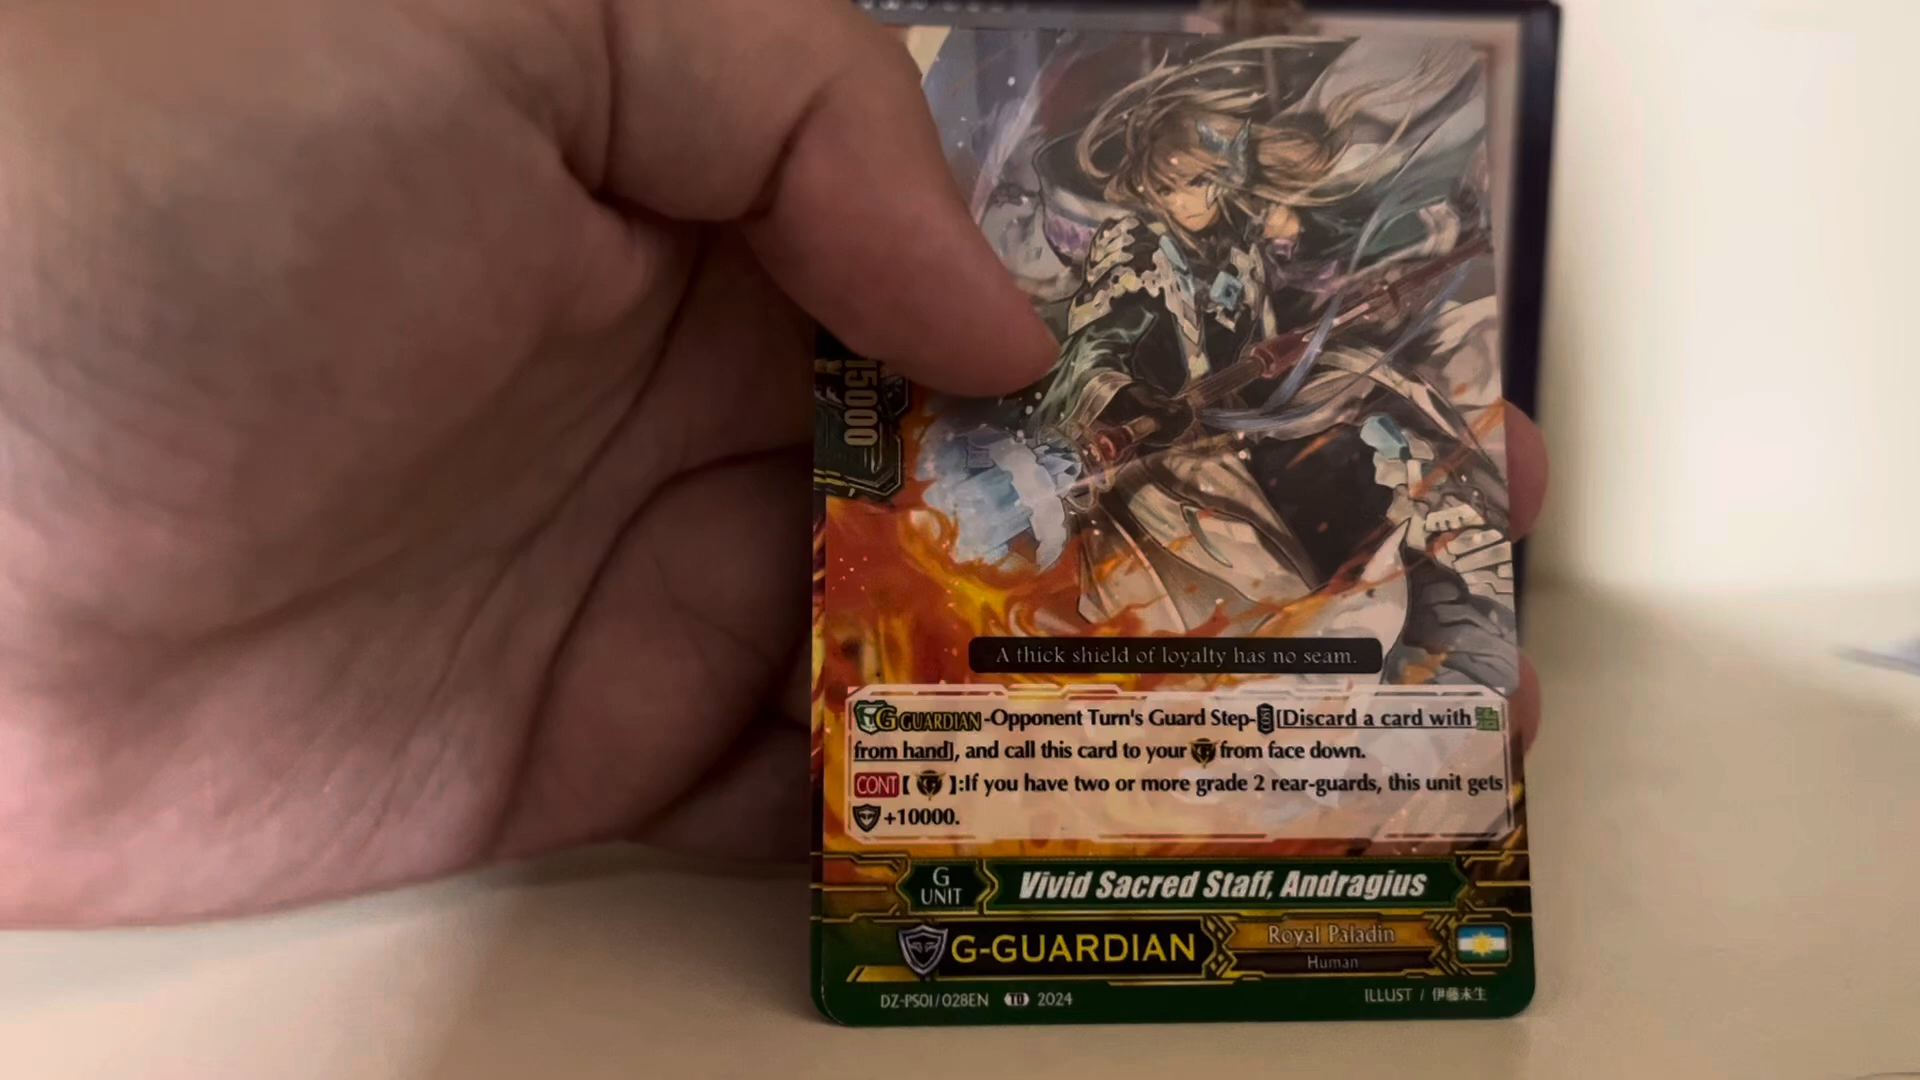 15000
A thick shield of loyalty has no seam.
G GUARDIAN -Opponent Turn's Guard Step- COST [Discard a card with
from hand], and call this card to your from face down.
CONT 【 】:If you have two or more grade 2 rear-guards, this unit gets
+10000.
G
UNIT
Vivid Sacred Staff, Andragius
G-GUARDIAN
Royal Paladin
Human
DZ-PS01/028EN TD 2024
ILLUST / 伊藤未生